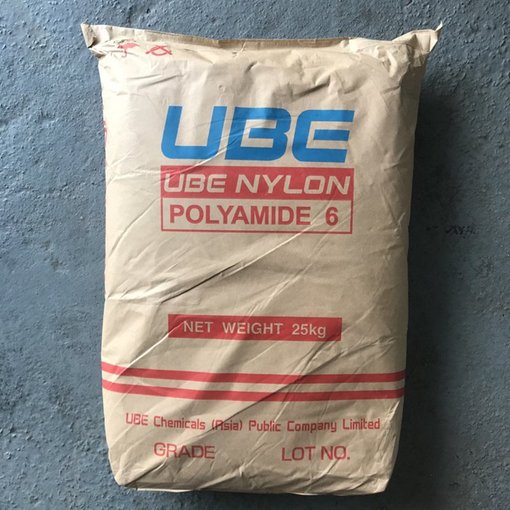 UBE
UBE NYLON
POLYAMIDE 6
NET WEIGHT 25kg
UBE Chemicals (Asia) Public Company Limited
GRADE LOT NO.